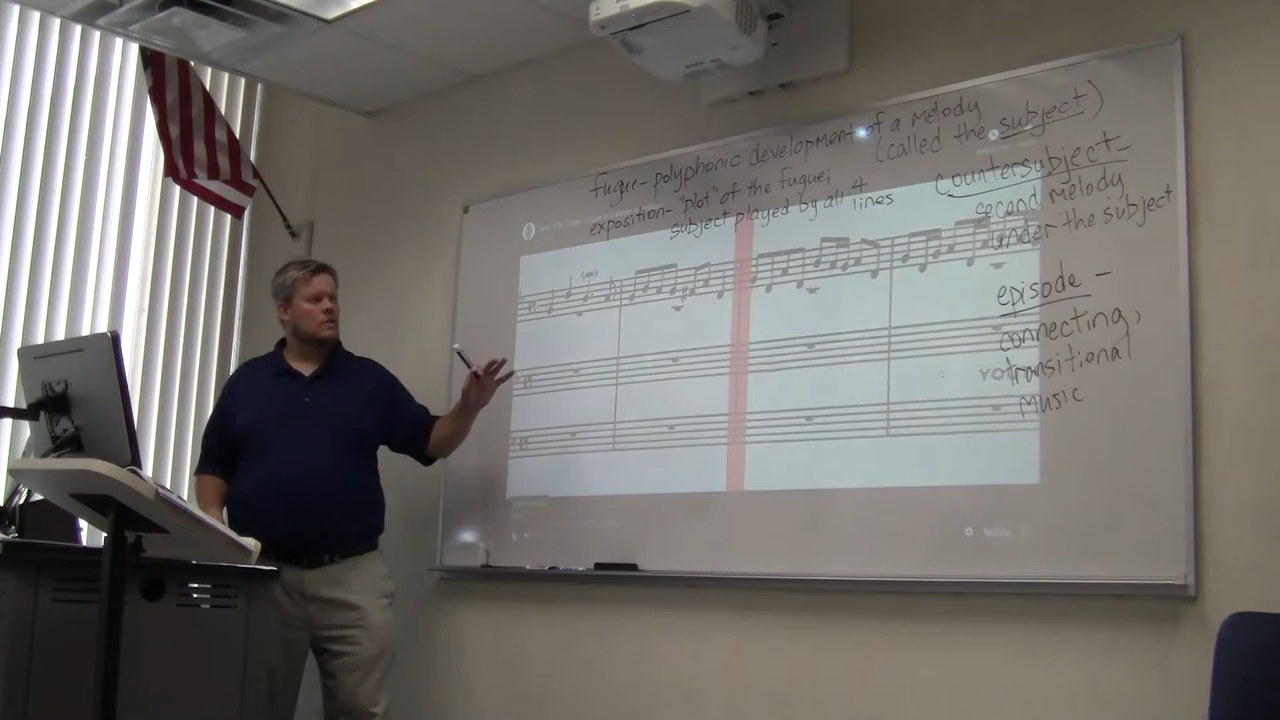 fugue - polyphonic development of a melody
(called the subject)
exposition - "plot" of the fugue;
subject played by all 4
lines
countersubject -
second melody
under the subject
episode -
connecting,
transitional
music
YouTube